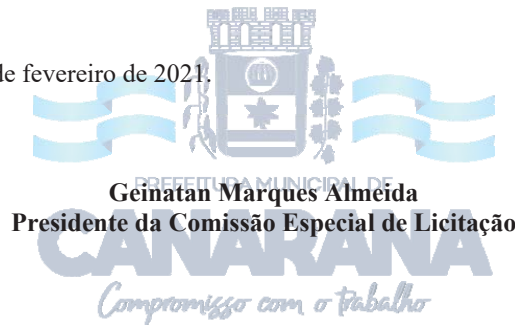 de fevereiro de 2021.
PREFEITURA MUNICIPAL DE
Geinatan Marques Almeida
Presidente da Comissão Especial de Licitação
CANARANA
Compromisso com o trabalho